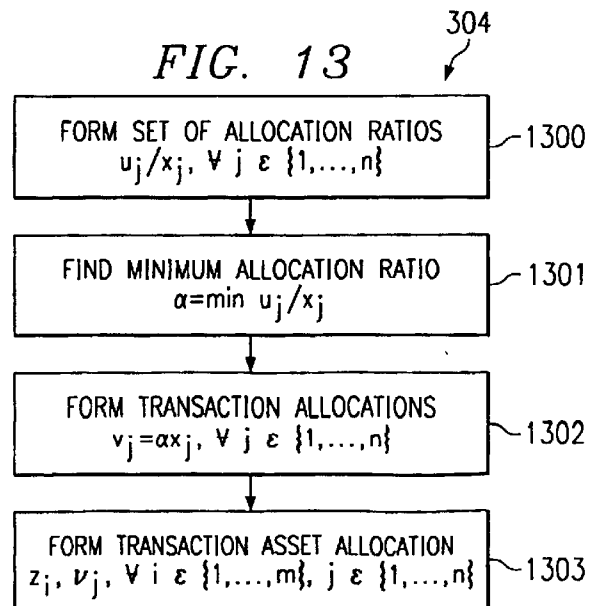 304
FIG. 13
FORM SET OF ALLOCATION RATIOS
u_j/x_j, ∀ j ε {1,...,n}
1300
FIND MINIMUM ALLOCATION RATIO
α=min u_j/x_j
1301
FORM TRANSACTION ALLOCATIONS
v_j=αx_j, ∀ j ε {1,...,n}
1302
FORM TRANSACTION ASSET ALLOCATION
z_i, ν_j, ∀ i ε {1,...,m}, j ε {1,...,n}
1303